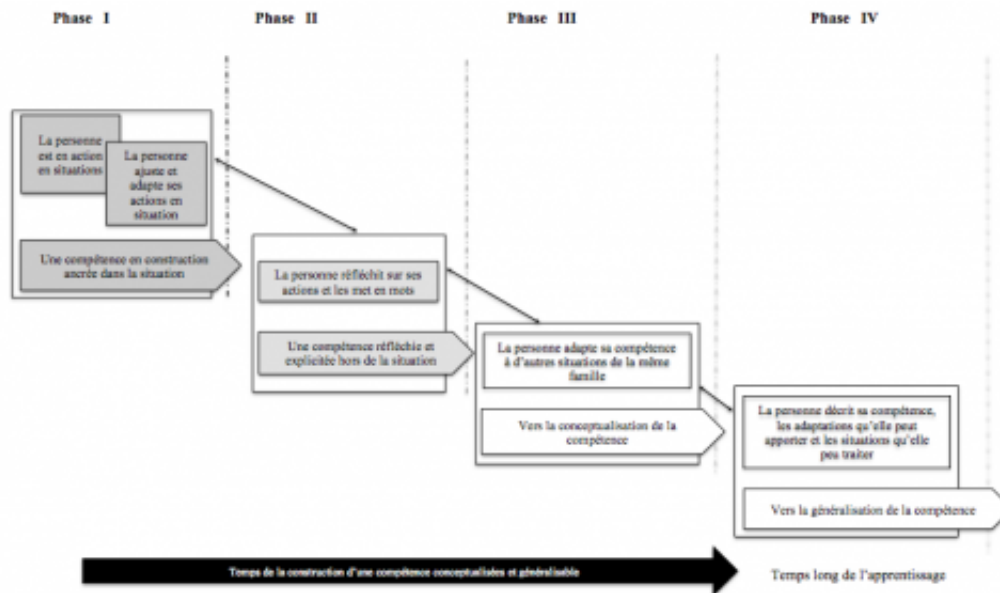 Phase I
Phase II
Phase III
Phase IV
La personne
est en action
en situations
La personne
ajuste et
adapte ses
actions en
situation
Une compétence en construction
ancrée dans la situation
La personne réfléchit sur ses
actions et les met en mots
Une compétence réfléchie et
explicitée hors de la situation
La personne adapte sa compétence
à d'autres situations de la même
famille
Vers la conceptualisation de la
compétence
La personne décrit sa compétence,
les adaptations qu'elle peut
apporter et les situations qu'elle
peu traiter
Vers la généralisation de la compétence
Temps de la construction d'une compétence conceptualisées et généralisable
Temps long de l'apprentissage